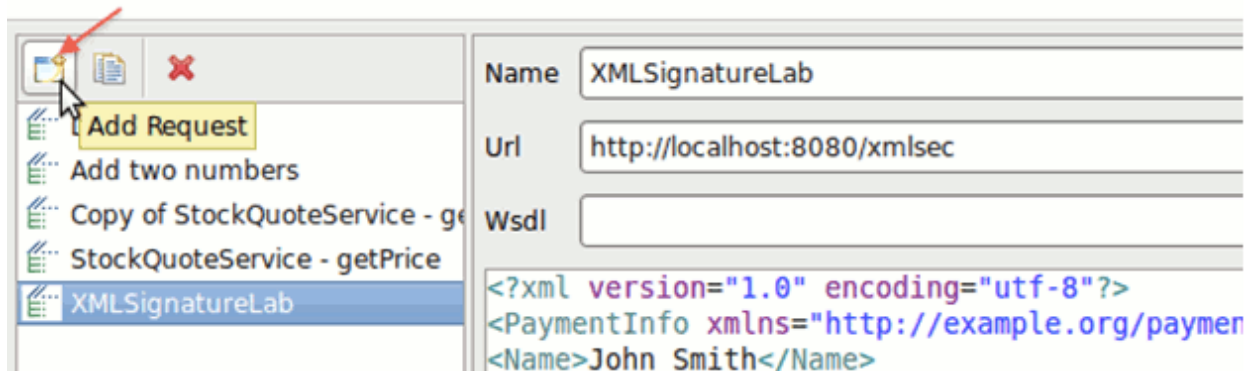 Add Request
Add two numbers
Copy of StockQuoteService - ge
StockQuoteService - getPrice
XMLSignatureLab
Name XMLSignatureLab
Url http://localhost:8080/xmlsec
Wsdl
<?xml version="1.0" encoding="utf-8"?>
<PaymentInfo xmlns="http://example.org/paymen
<Name>John Smith</Name>